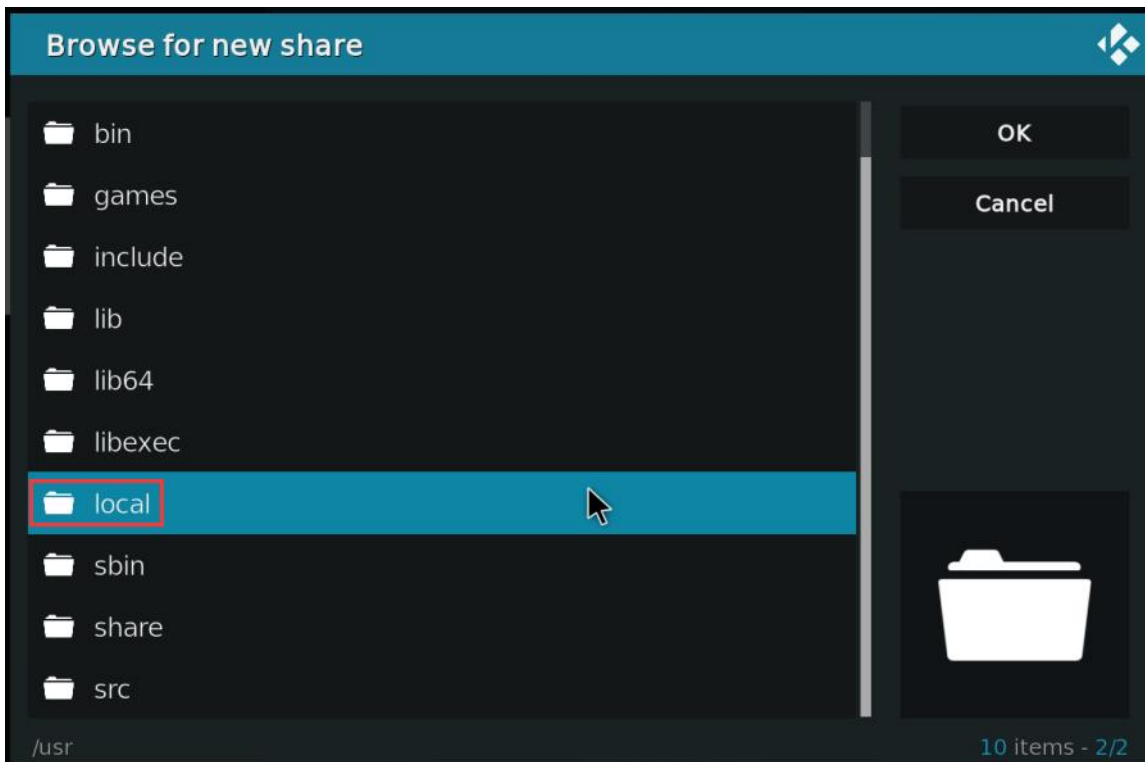 Browse for new share
bin
games
include
lib
lib64
libexec
local
sbin
share
src
OK
Cancel
/usr
10 items - 2/2